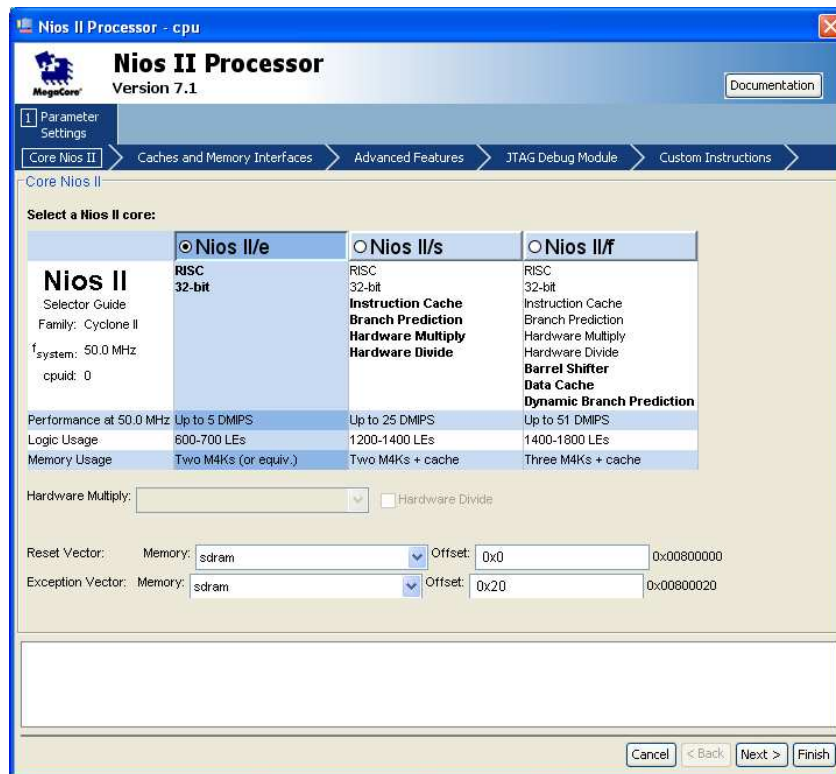 Nios II Processor - cpu
MegaCore®
Nios II Processor
Version 7.1
Documentation
1 Parameter Settings
Core Nios II
Caches and Memory Interfaces
Advanced Features
JTAG Debug Module
Custom Instructions
Core Nios II
Select a Nios II core:
Nios II/e Nios II/s Nios II/f
Nios II
Selector Guide
Family: Cyclone II
fsystem: 50.0 MHz
cpuid: 0
RISC
32-bit
RISC
32-bit
Instruction Cache
Branch Prediction
Hardware Multiply
Hardware Divide
RISC
32-bit
Instruction Cache
Branch Prediction
Hardware Multiply
Hardware Divide
Barrel Shifter
Data Cache
Dynamic Branch Prediction
Performance at 50.0 MHz Up to 5 DMIPS Up to 25 DMIPS Up to 51 DMIPS
Logic Usage 600-700 LEs 1200-1400 LEs 1400-1800 LEs
Memory Usage Two M4Ks (or equiv.) Two M4Ks + cache Three M4Ks + cache
Hardware Multiply: Hardware Divide
Reset Vector: Memory: sdram Offset: 0x0 0x00800000
Exception Vector: Memory: sdram Offset: 0x20 0x00800020
Cancel < Back Next > Finish